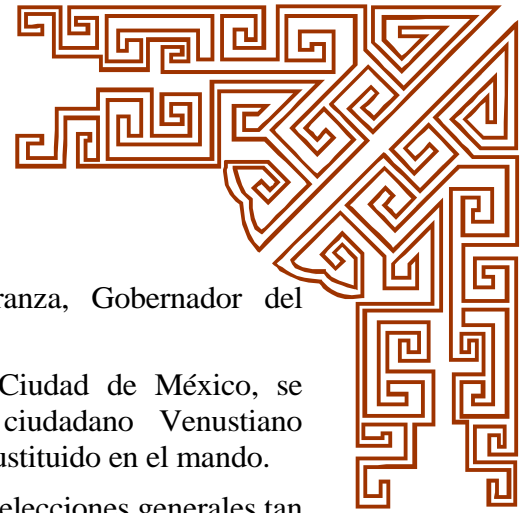 ranza, Gobernador del
Ciudad de México, se
ciudadano Venustiano
ustituido en el mando.
elecciones generales tan